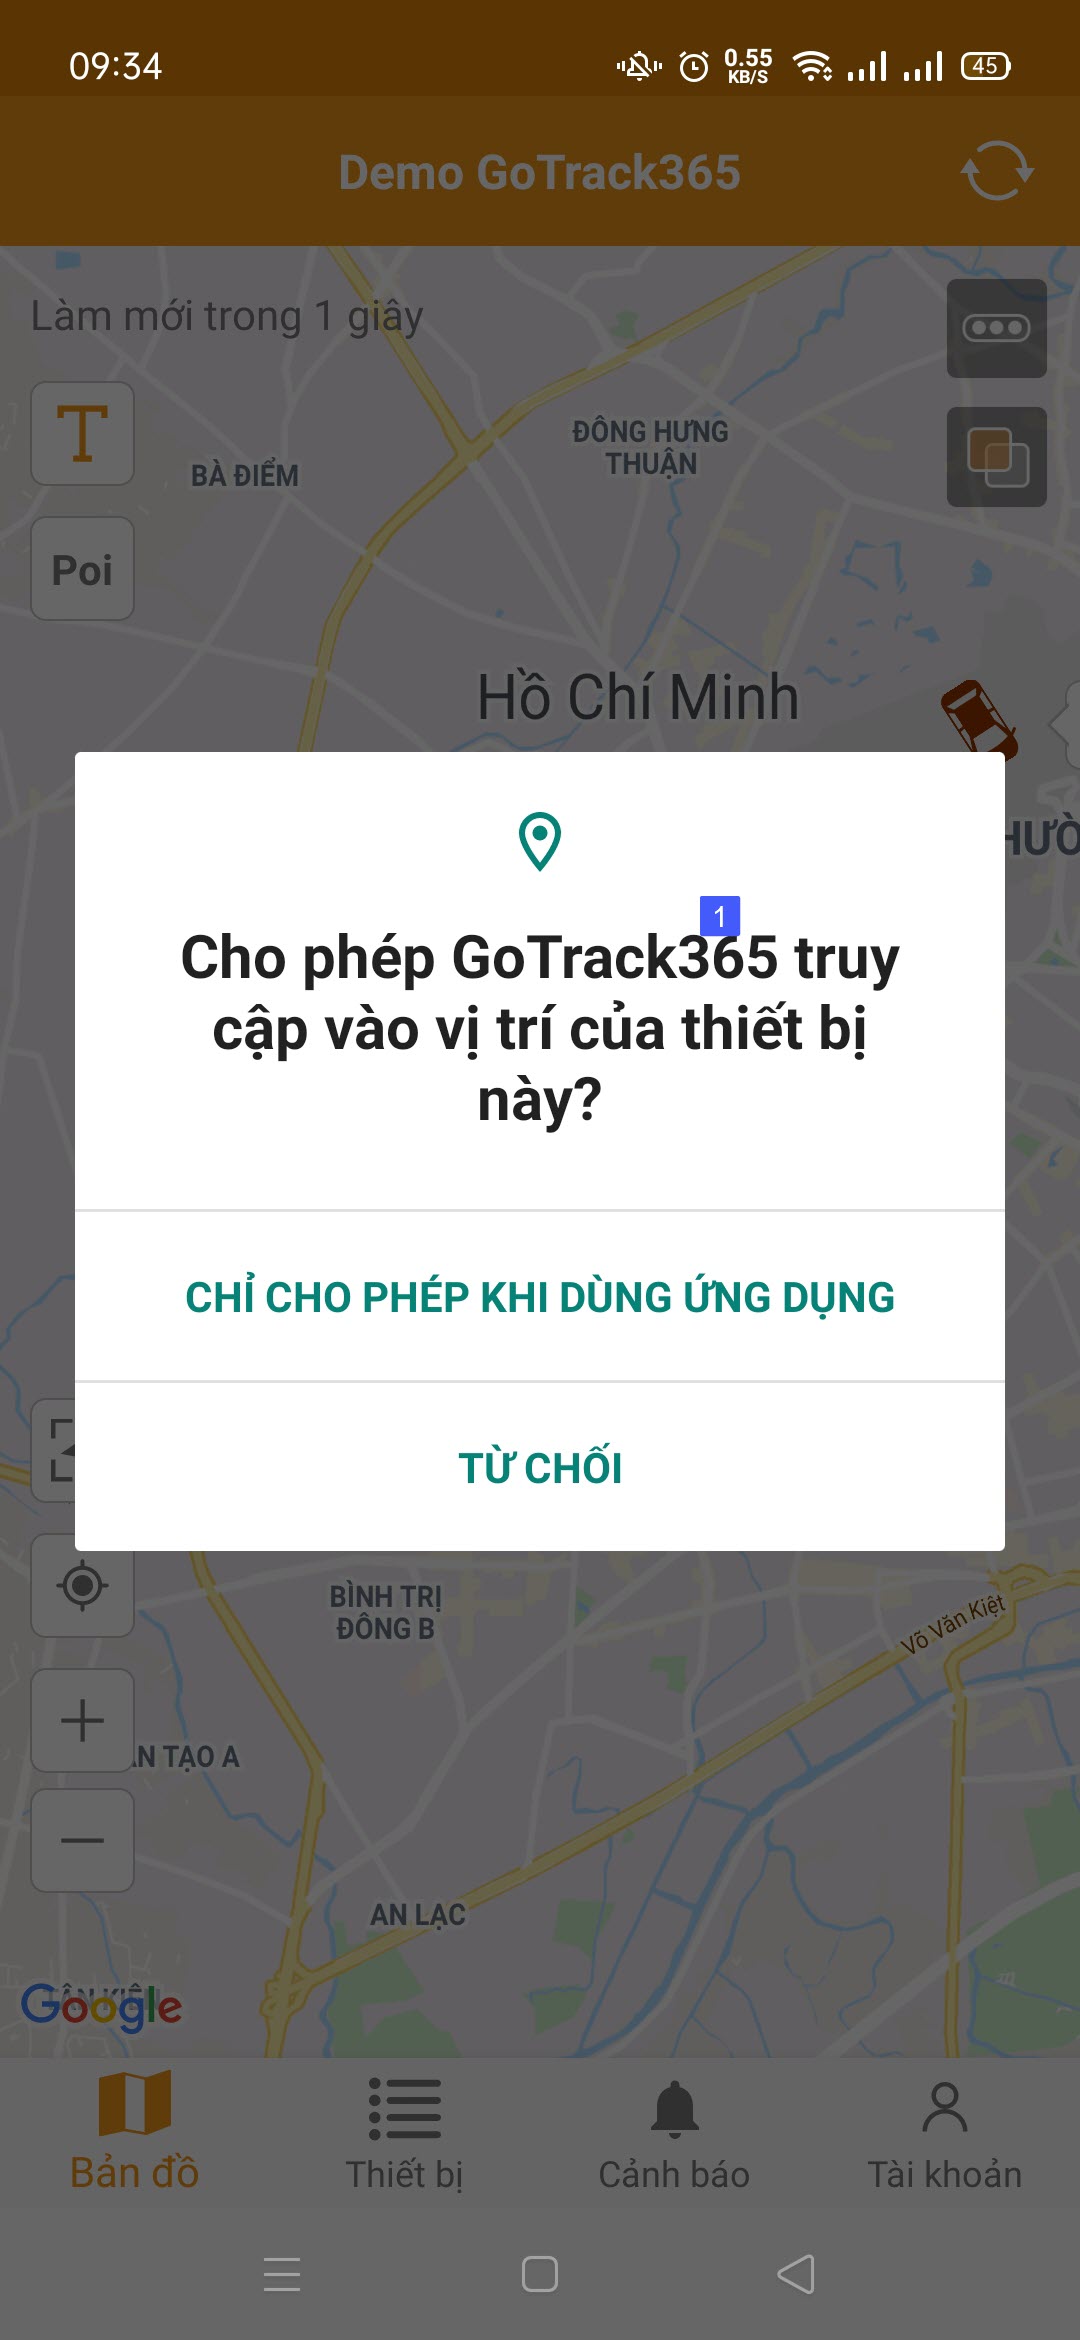 09:34
0.55
KB/S
45
Demo GoTrack365
Làm mới trong 1 giây
T
Poi
BÀ ĐIỂM
ĐÔNG HƯNG
THUẬN
Hồ Chí Minh
HƯỜ
1
Cho phép GoTrack365 truy
cập vào vị trí của thiết bị
này?
CHỈ CHO PHÉP KHI DÙNG ỨNG DỤNG
TỪ CHỐI
BÌNH TRỊ
ĐÔNG B
Võ Văn Kiệt
ÂN TẠO A
AN LẠC
Google
Bản đồ
Thiết bị
Cảnh báo
Tài khoản